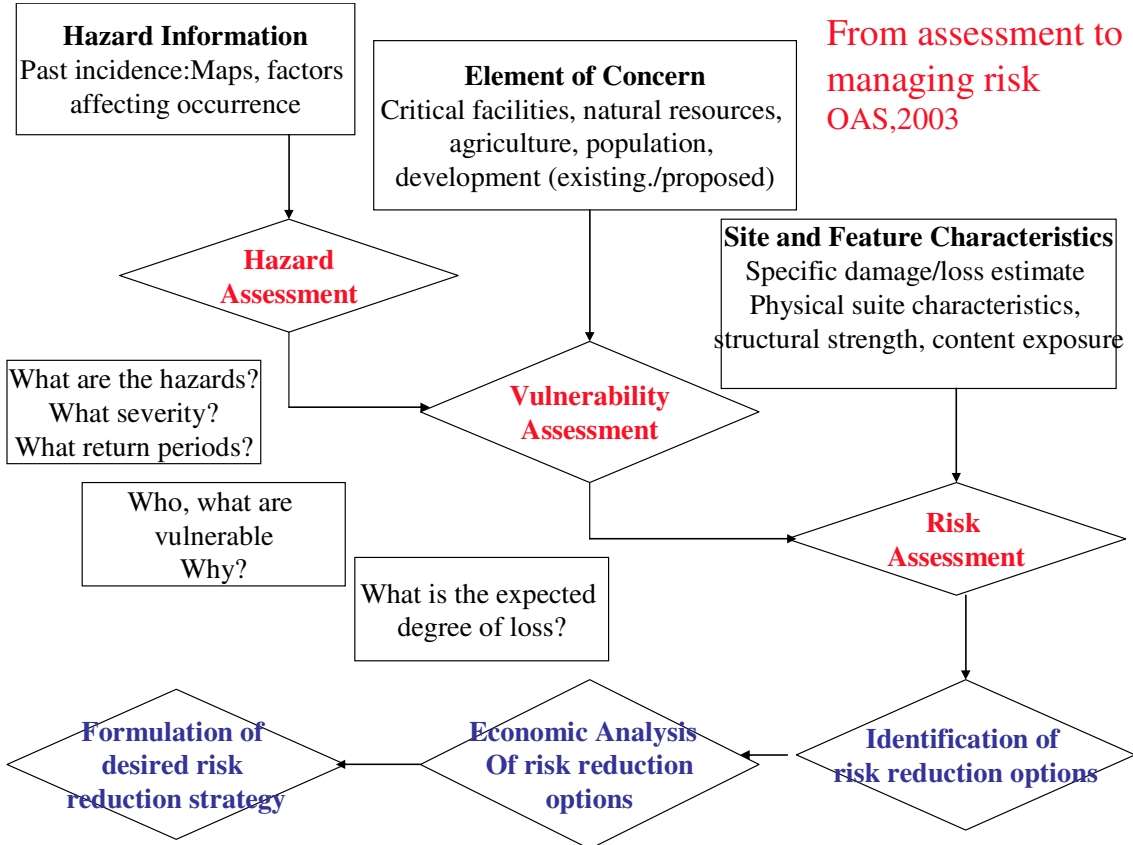 Hazard Information
Past incidence:Maps, factors
affecting occurrence
Element of Concern
Critical facilities, natural resources,
agriculture, population,
development (existing./proposed)
From assessment to
managing risk
OAS,2003
Hazard
Assessment
Site and Feature Characteristics
Specific damage/loss estimate
Physical suite characteristics,
structural strength, content exposure
What are the hazards?
What severity?
What return periods?
Vulnerability
Assessment
Who, what are
vulnerable
Why?
Risk
Assessment
What is the expected
degree of loss?
Formulation of
desired risk
reduction strategy
Economic Analysis
Of risk reduction
options
Identification of
risk reduction options